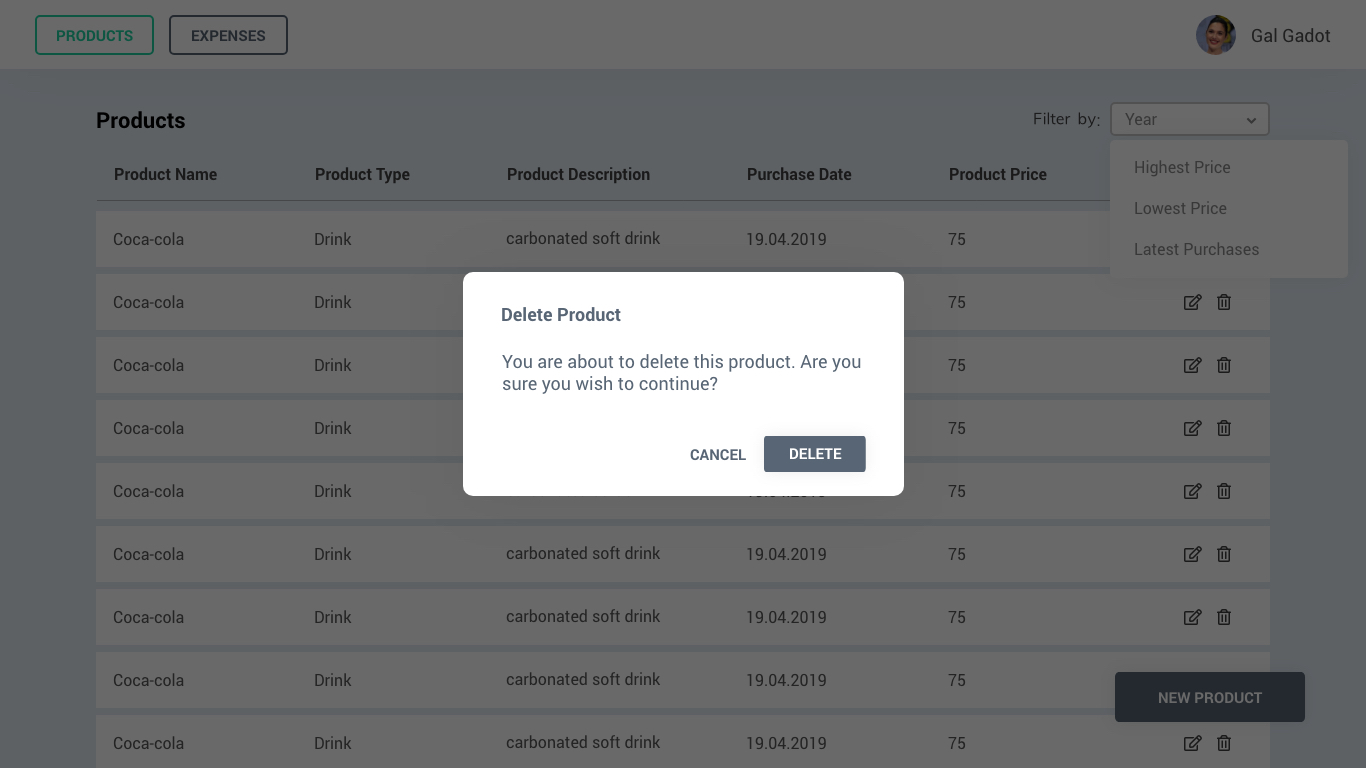 PRODUCTS EXPENSES Gal Gadot
Products Filter by: Year
Product Name Product Type Product Description Purchase Date Product Price Highest Price
Lowest Price
Coca-cola Drink carbonated soft drink 19.04.2019 75 Latest Purchases
Coca-cola Drink 75
Delete Product
Coca-cola Drink You are about to delete this product. Are you 75
sure you wish to continue?
Coca-cola Drink 75
CANCEL DELETE
Coca-cola Drink 75
Coca-cola Drink carbonated soft drink 19.04.2019 75
Coca-cola Drink carbonated soft drink 19.04.2019 75
Coca-cola Drink carbonated soft drink 19.04.2019 75
NEW PRODUCT
Coca-cola Drink carbonated soft drink 19.04.2019 75